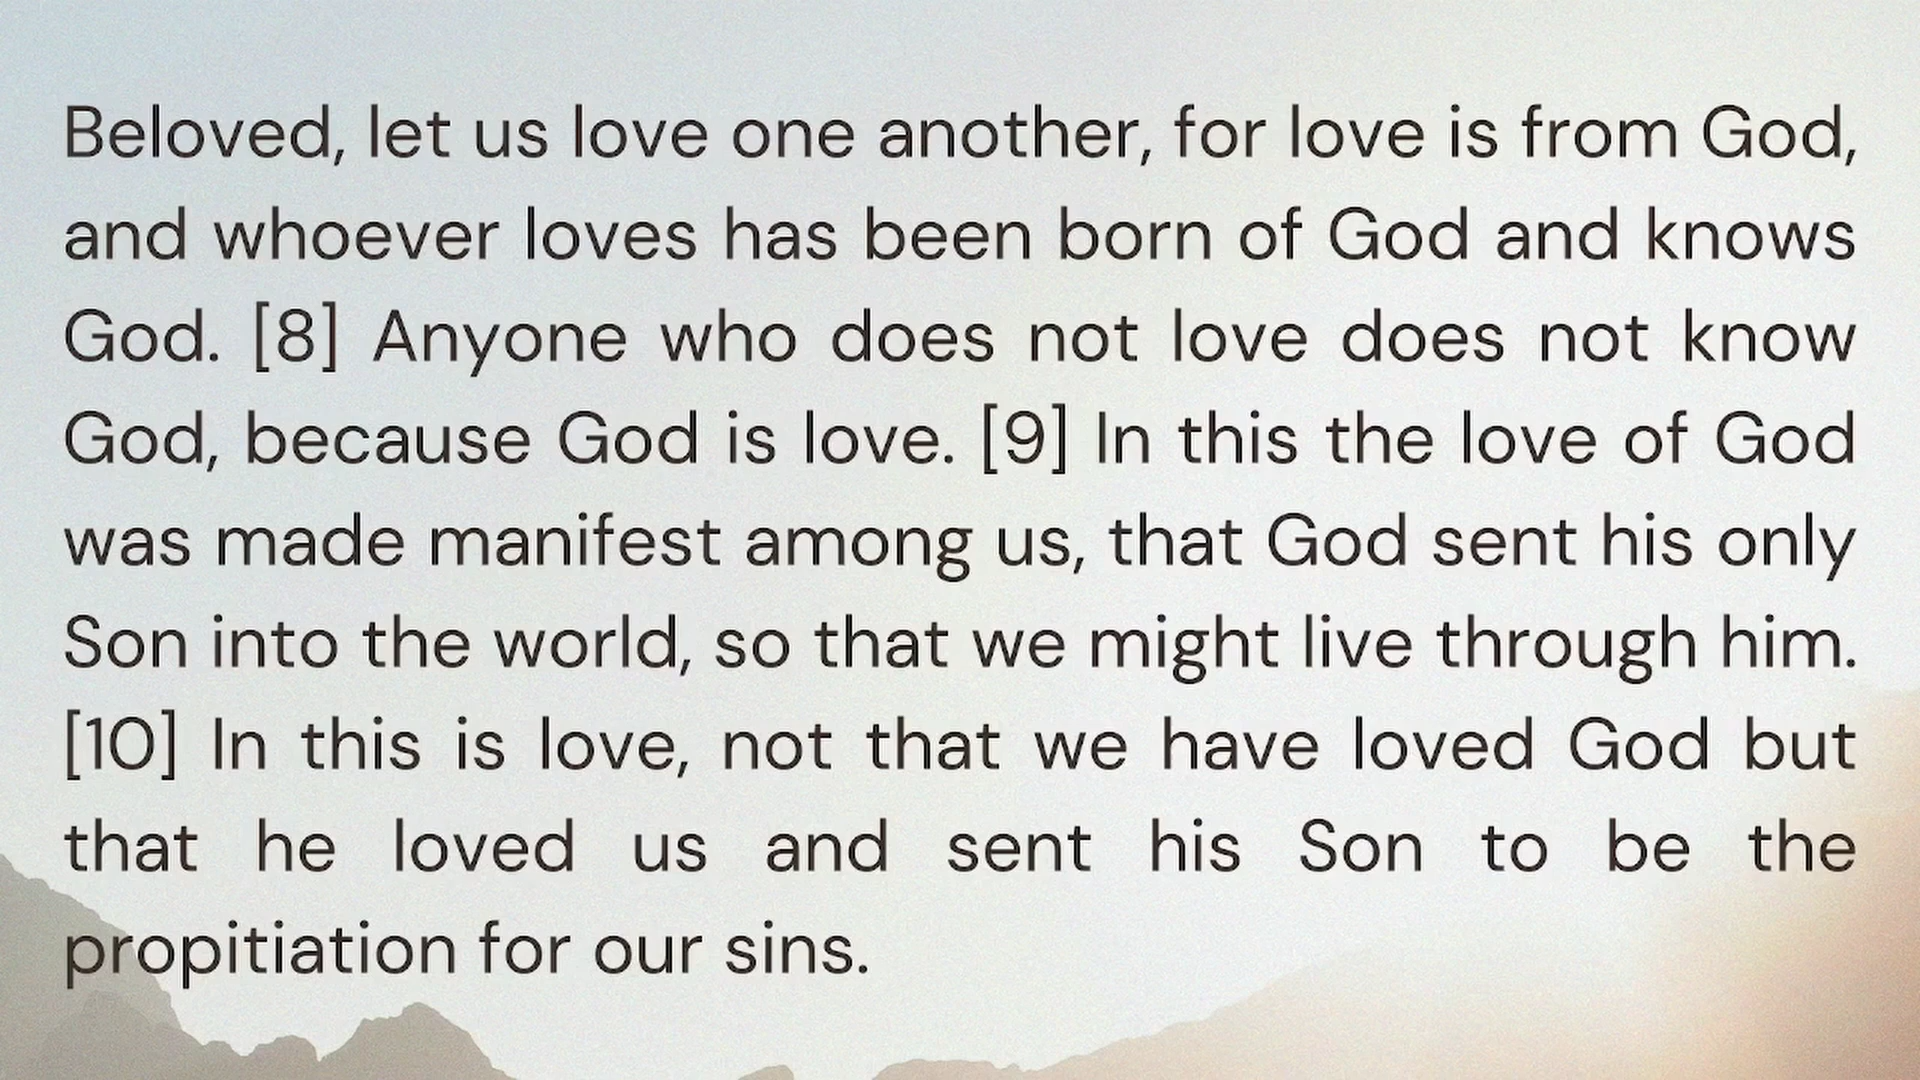 Beloved, let us love one another, for love is from God,
and whoever loves has been born of God and knows
God. [8] Anyone who does not love does not know
God, because God is love. [9] In this the love of God
was made manifest among us, that God sent his only
Son into the world, so that we might live through him.
[10] In this is love, not that we have loved God but
that he loved us and sent his Son to be the
propitiation for our sins.